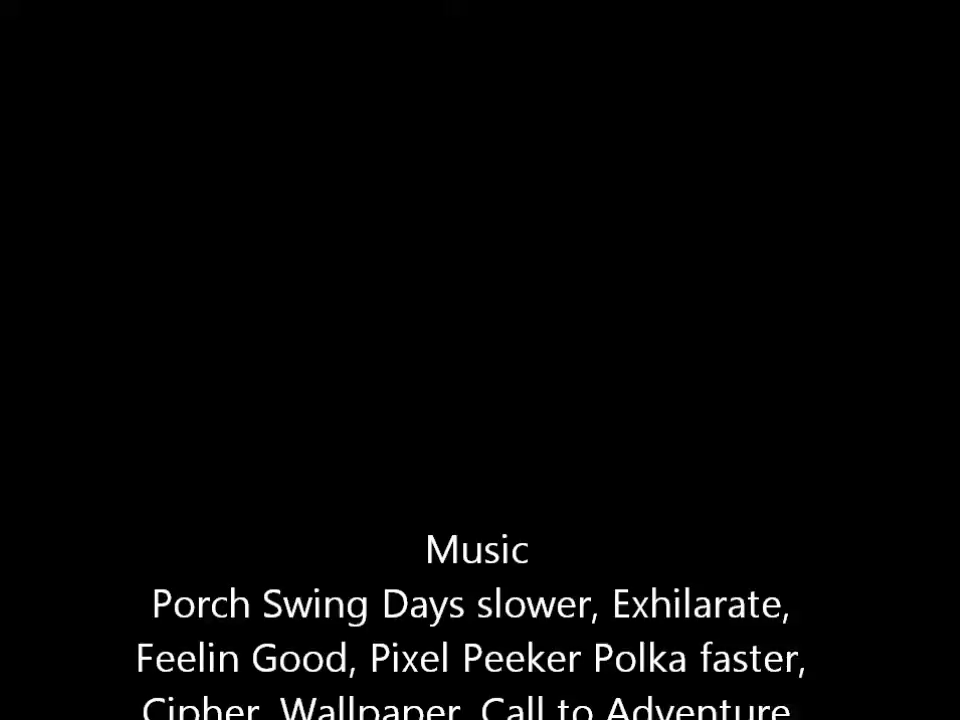 Music
Porch Swing Days slower, Exhilarate,
Feelin Good, Pixel Peeker Polka faster,
Cipher, Wallpaper, Call to Adventure,